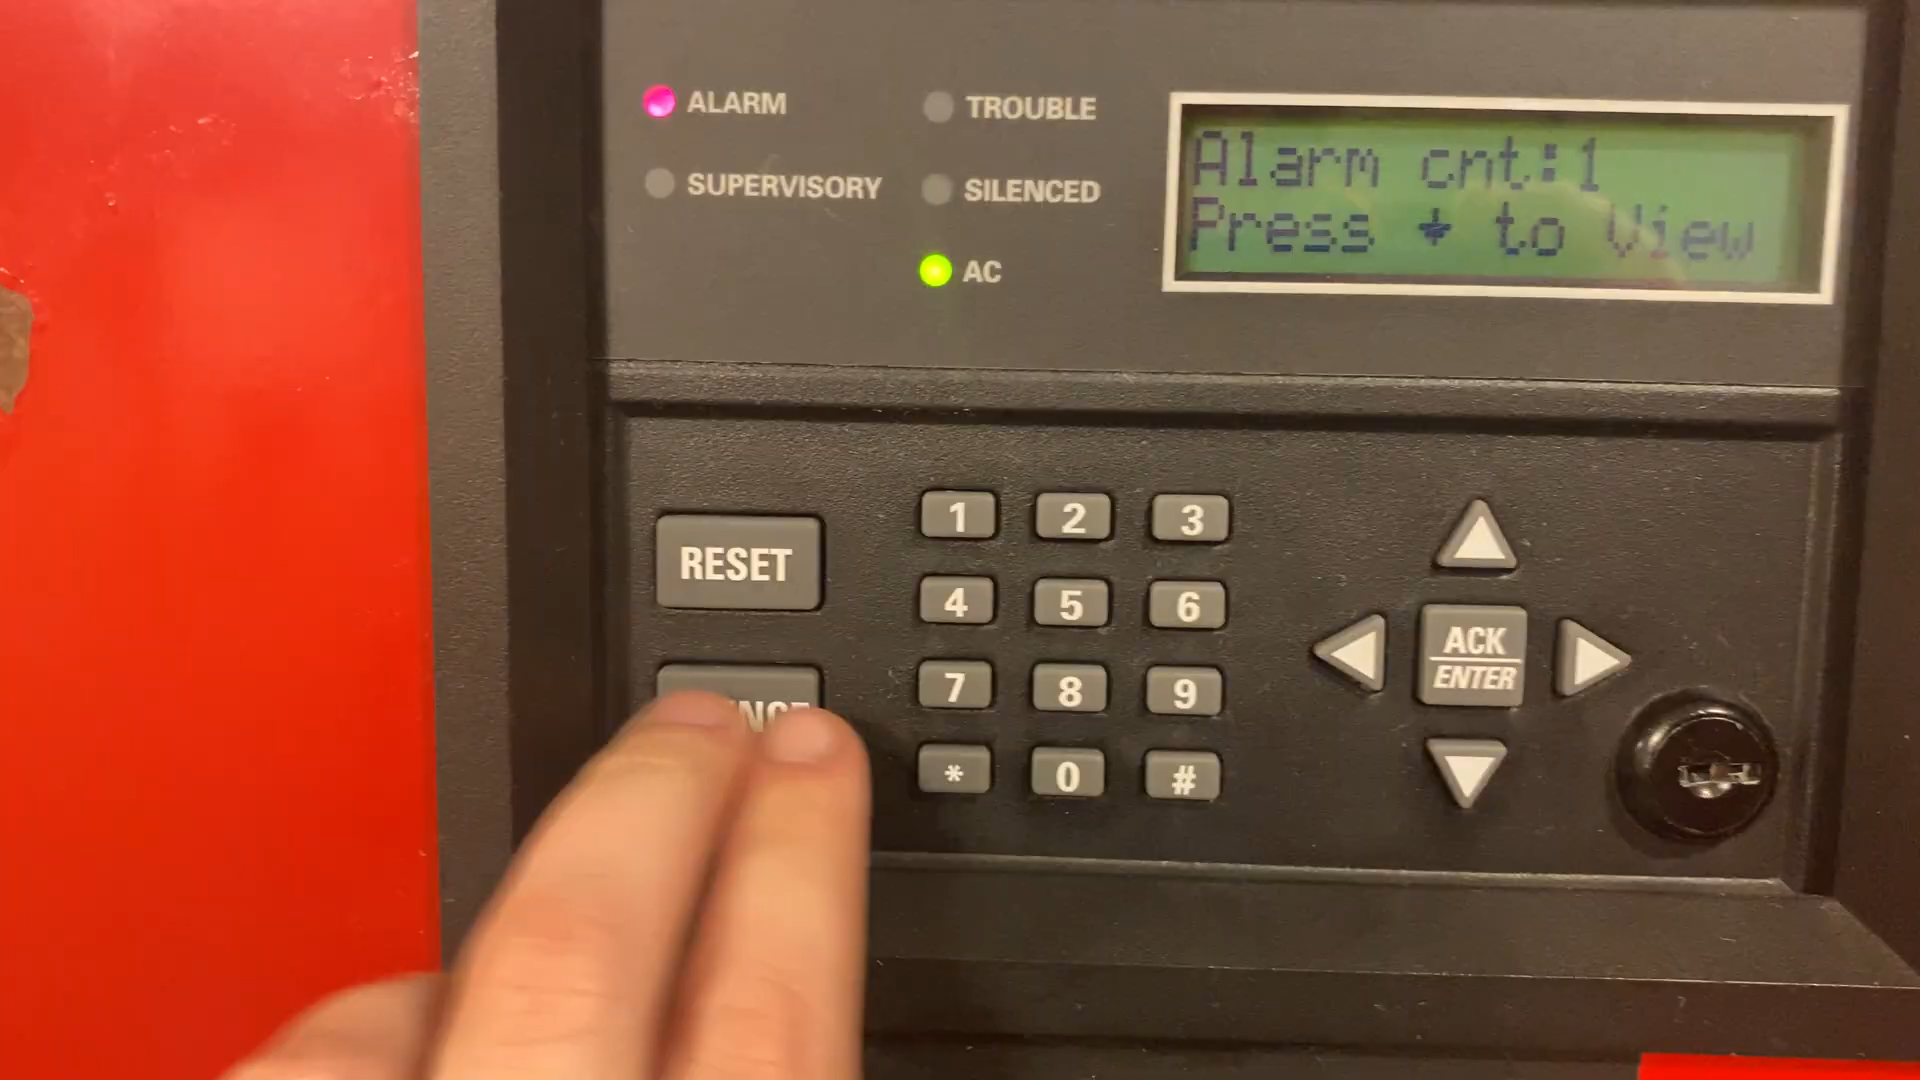 ALARM
TROUBLE
SUPERVISORY
SILENCED
AC
Alarm cnt:1
Press ↓ to View
RESET
1 2 3
4 5 6
7 8 9
* 0 #
ACK
ENTER